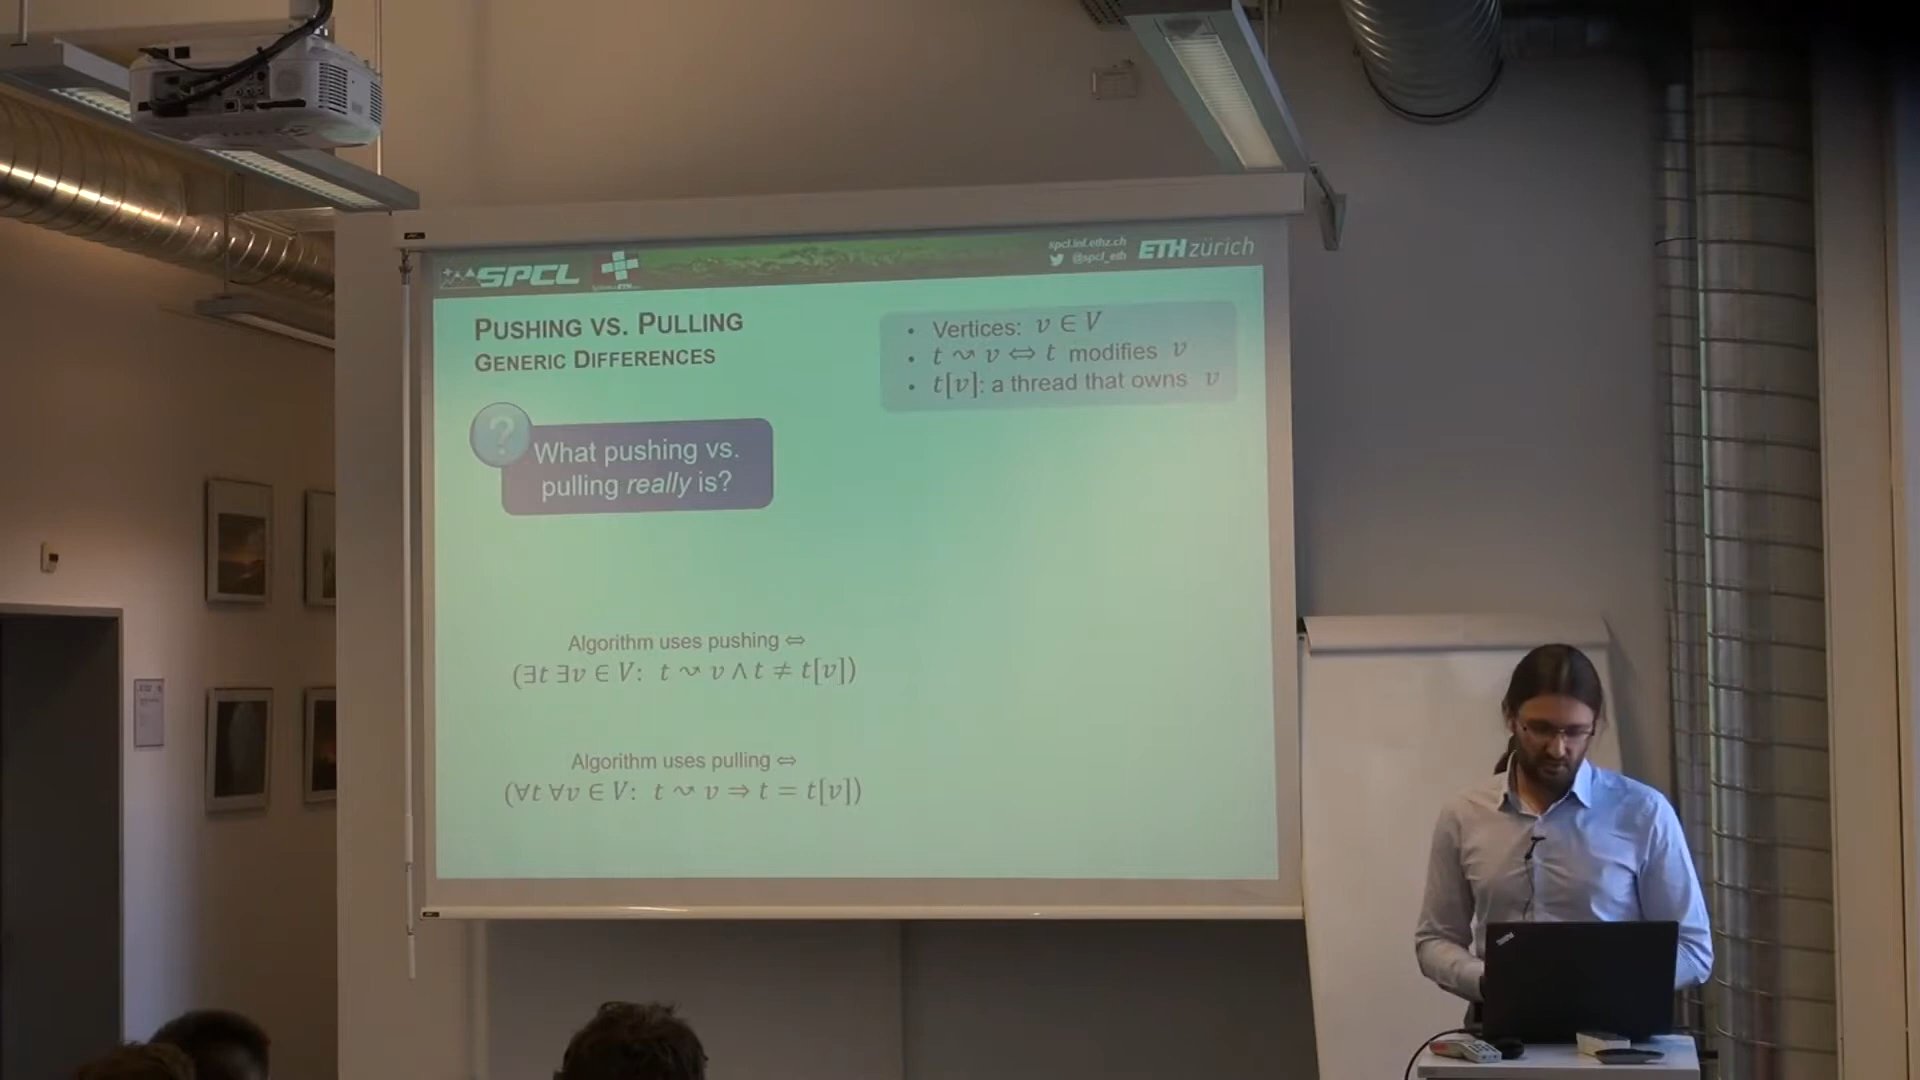 SPCL
spcl.inf.ethz.ch
@spcl_eth
ETH zürich
PUSHING VS. PULLING
GENERIC DIFFERENCES
• Vertices: v ∈ V
• t ⤳ v ⇔ t modifies v
• t[v]: a thread that owns v
?
What pushing vs.
pulling really is?
Algorithm uses pushing ⇔
(∃t ∃v ∈ V: t ⤳ v ∧ t ≠ t[v])
Algorithm uses pulling ⇔
(∀t ∀v ∈ V: t ⤳ v ⇒ t = t[v])